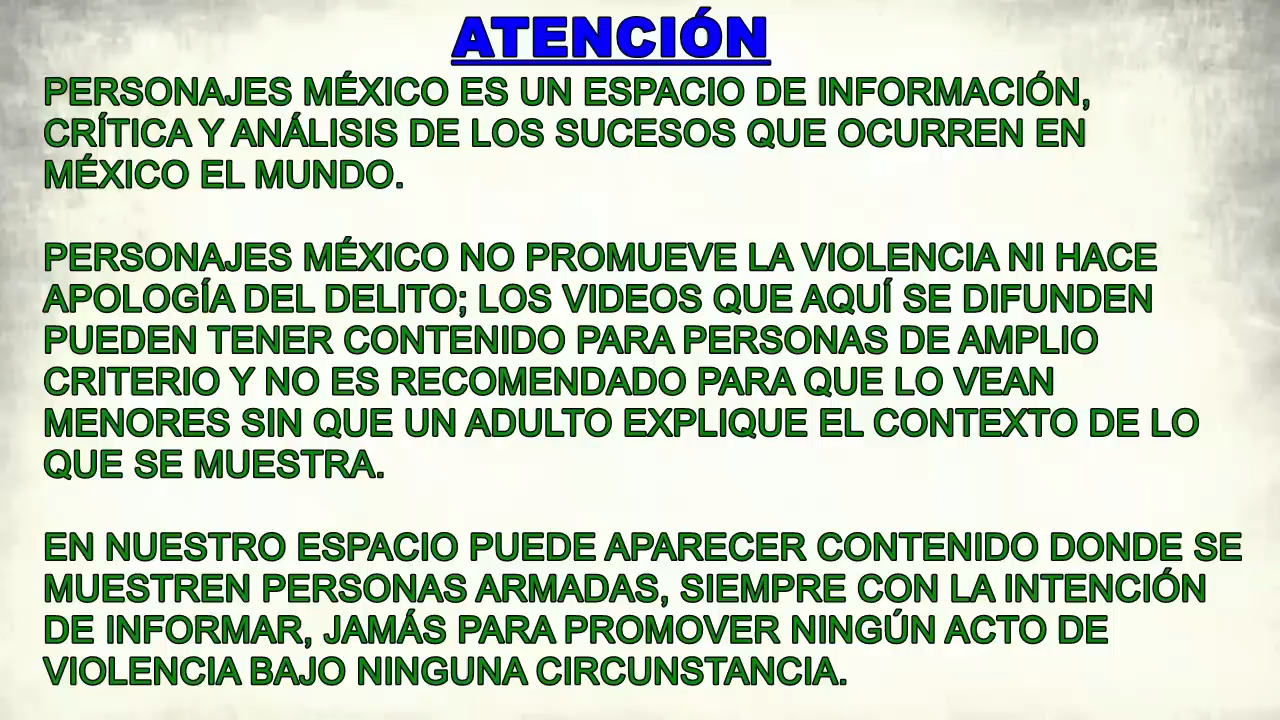 ATENCIÓN
PERSONAJES MÉXICO ES UN ESPACIO DE INFORMACIÓN,
CRÍTICA Y ANÁLISIS DE LOS SUCESOS QUE OCURREN EN
MÉXICO EL MUNDO.
PERSONAJES MÉXICO NO PROMUEVE LA VIOLENCIA NI HACE
APOLOGÍA DEL DELITO; LOS VIDEOS QUE AQUÍ SE DIFUNDEN
PUEDEN TENER CONTENIDO PARA PERSONAS DE AMPLIO
CRITERIO Y NO ES RECOMENDADO PARA QUE LO VEAN
MENORES SIN QUE UN ADULTO EXPLIQUE EL CONTEXTO DE LO
QUE SE MUESTRA.
EN NUESTRO ESPACIO PUEDE APARECER CONTENIDO DONDE SE
MUESTREN PERSONAS ARMADAS, SIEMPRE CON LA INTENCIÓN
DE INFORMAR, JAMÁS PARA PROMOVER NINGÚN ACTO DE
VIOLENCIA BAJO NINGUNA CIRCUNSTANCIA.